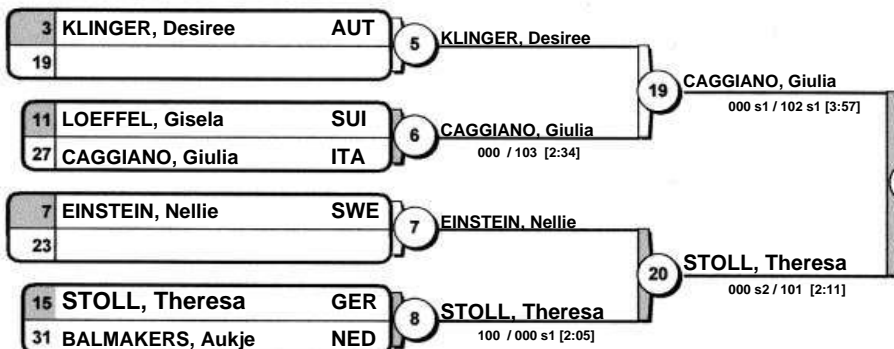 3 KLINGER, Desiree AUT
19
5 KLINGER, Desiree
11 LOEFFEL, Gisela SUI
27 CAGGIANO, Giulia ITA
6 CAGGIANO, Giulia
000 / 103 [2:34]
19 CAGGIANO, Giulia
000 s1 / 102 s1 [3:57]
7 EINSTEIN, Nellie SWE
23
7 EINSTEIN, Nellie
15 STOLL, Theresa GER
31 BALMAKERS, Aukje NED
8 STOLL, Theresa
100 / 000 s1 [2:05]
20 STOLL, Theresa
000 s2 / 101 [2:11]